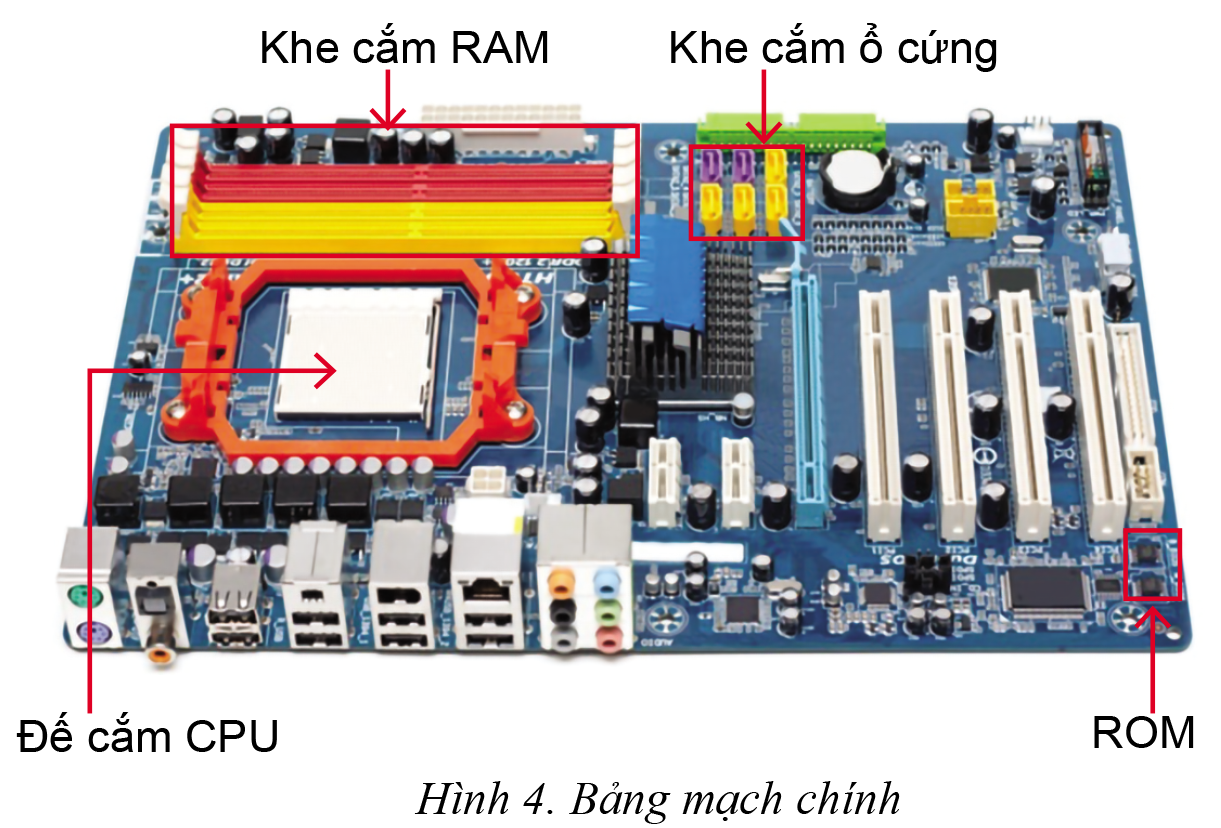 Khe cắm RAM
Khe cắm ổ cứng
Đế cắm CPU
ROM
Hình 4. Bảng mạch chính